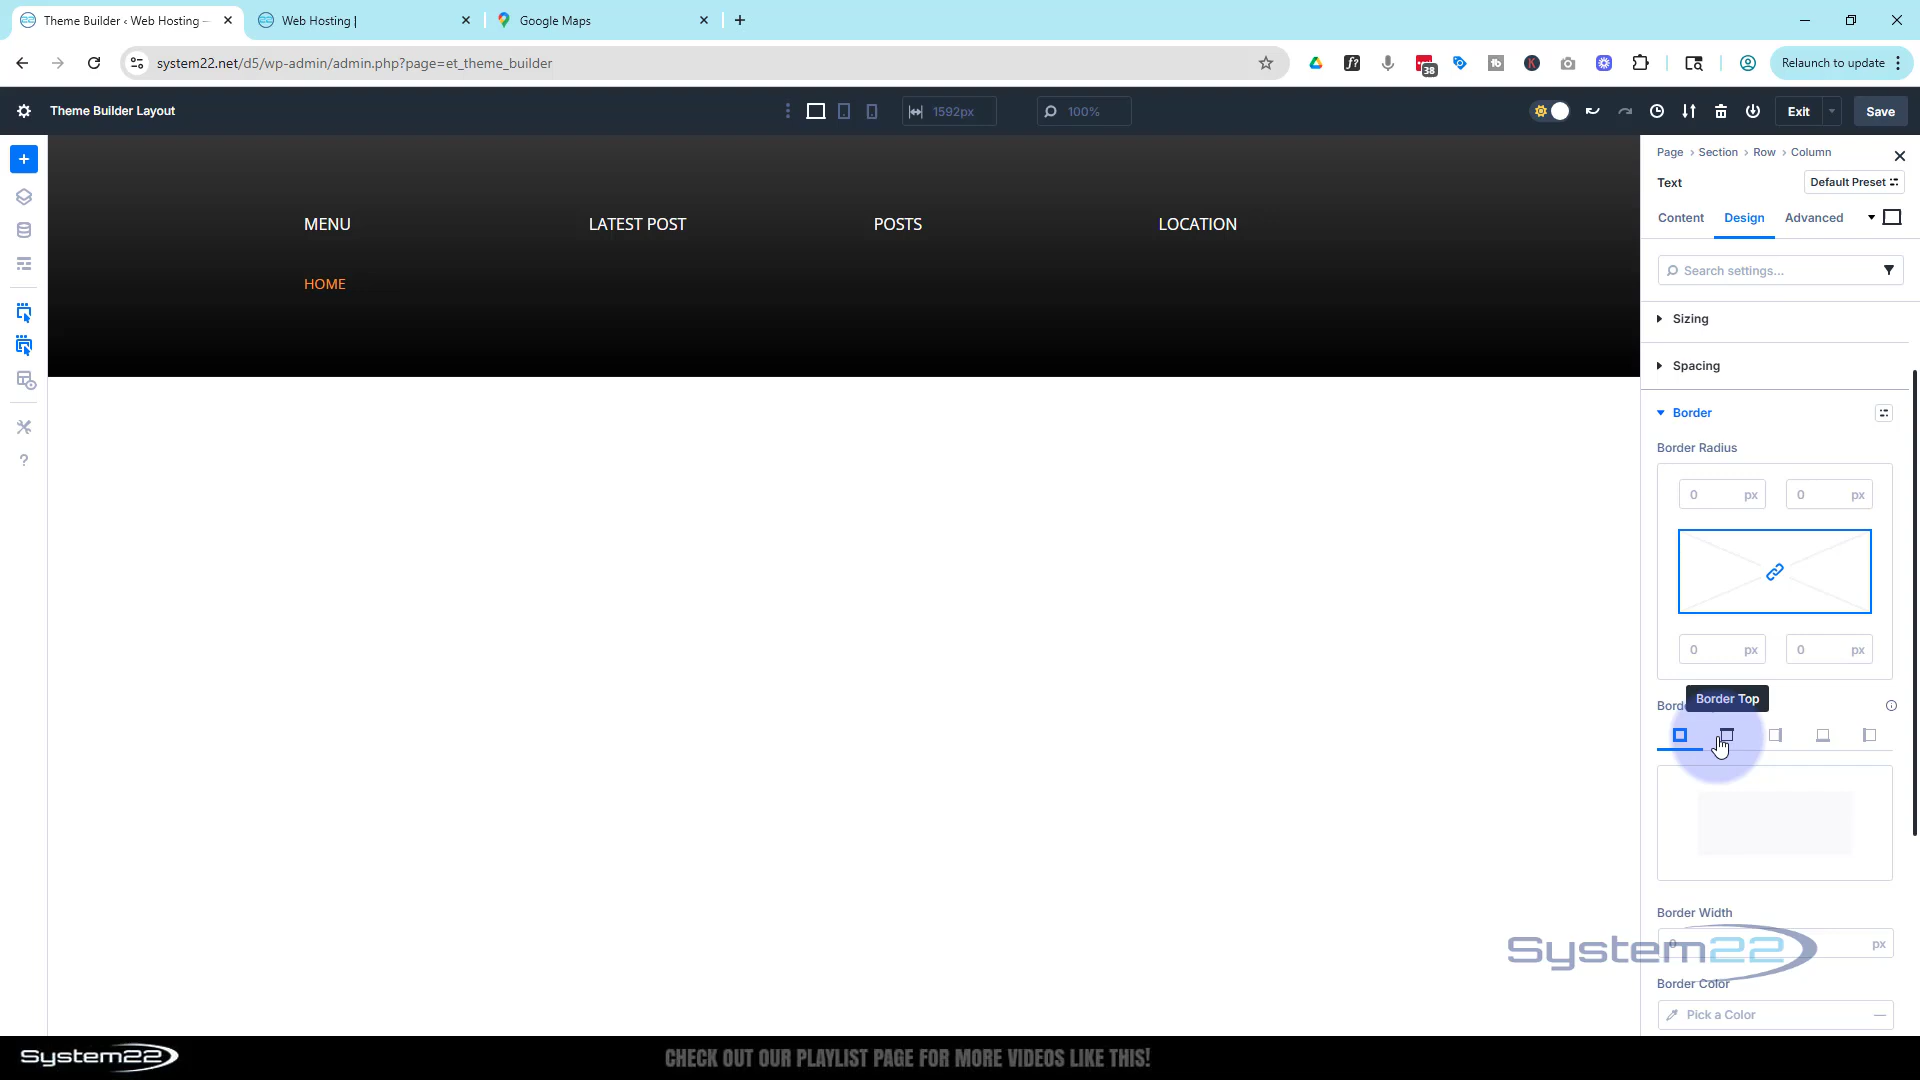 Theme Builder ‹ Web Hosting —
Web Hosting |
Google Maps
system22.net/d5/wp-admin/admin.php?page=et_theme_builder
38
Relaunch to update
Theme Builder Layout
1592px
100%
Exit
Save
Page › Section › Row › Column
Text
Default Preset
Content
Design
Advanced
Search settings...
MENU
LATEST POST
POSTS
LOCATION
HOME
Sizing
Spacing
Border
Border Radius
0 px
0 px
0 px
0 px
Border Top
Border Width
0 px
System22
Border Color
Pick a Color
System22
CHECK OUT OUR PLAYLIST PAGE FOR MORE VIDEOS LIKE THIS!